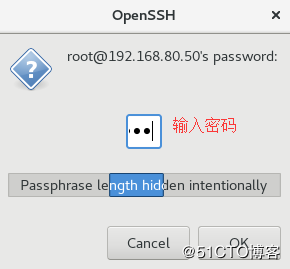 OpenSSH
root@192.168.80.50's password:
输入密码
Passphrase length hidden intentionally
Cancel
OK
@51CTO博客